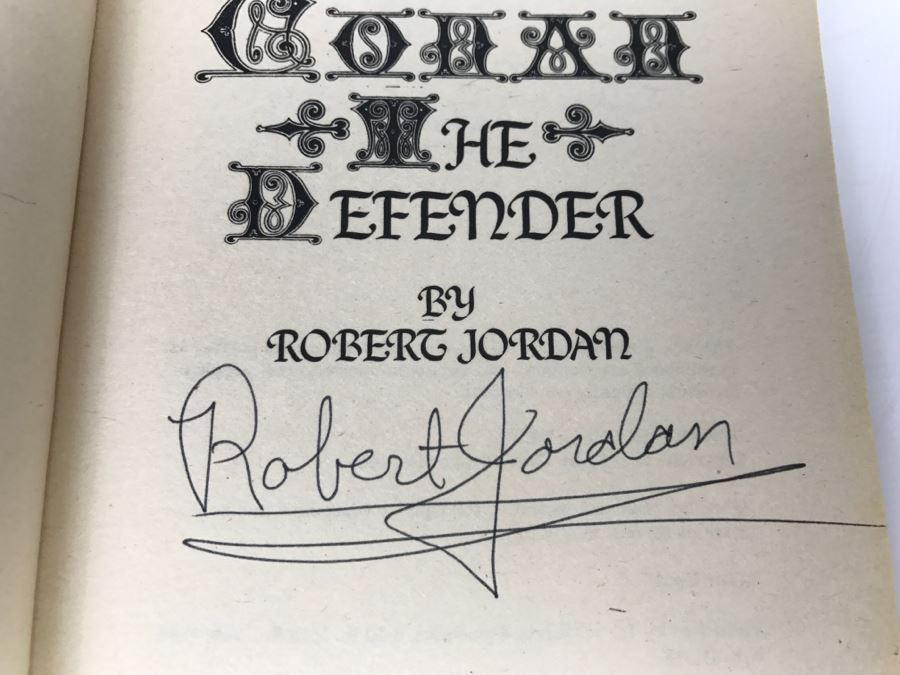 CONAN
THE
DEFENDER
BY
ROBERT JORDAN
Robert Jordan